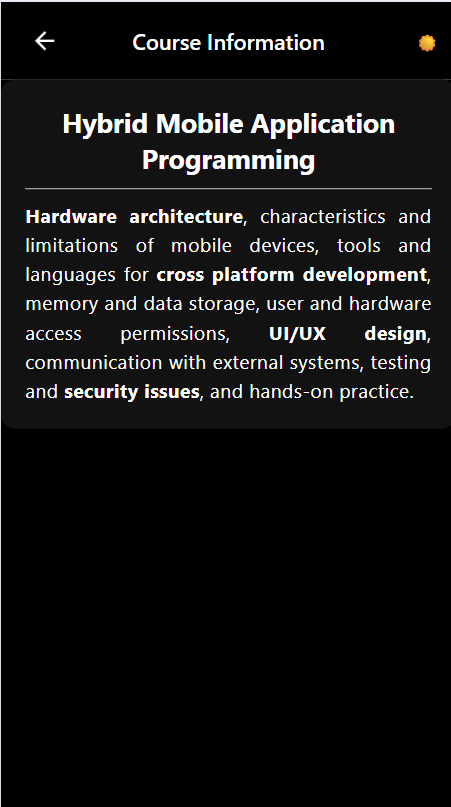 Course Information
Hybrid Mobile Application
Programming
Hardware architecture, characteristics and
limitations of mobile devices, tools and
languages for cross platform development,
memory and data storage, user and hardware
access permissions, UI/UX design,
communication with external systems, testing
and security issues, and hands-on practice.